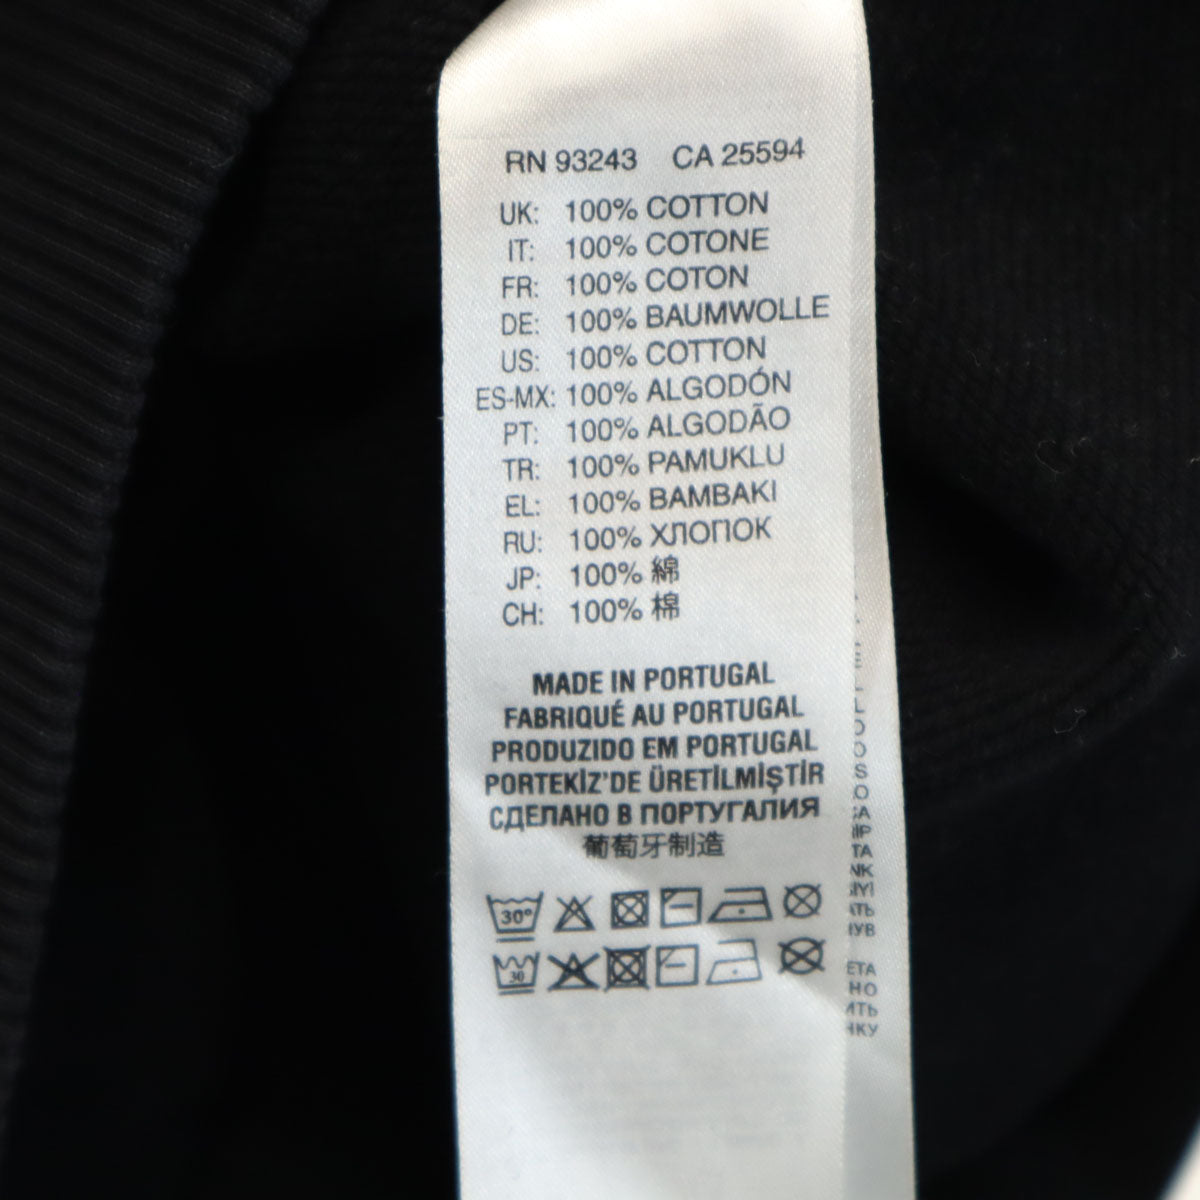 RN 93243 CA 25594
UK: 100% COTTON
IT: 100% COTONE
FR: 100% COTON
DE: 100% BAUMWOLLE
US: 100% COTTON
ES-MX: 100% ALGODÓN
PT: 100% ALGODÃO
TR: 100% PAMUKLU
EL: 100% BAMBAKI
RU: 100% ХЛОПОК
JP: 100% 綿
CH: 100% 棉
MADE IN PORTUGAL
FABRIQUÉ AU PORTUGAL
PRODUZIDO EM PORTUGAL
PORTEKİZ'DE ÜRETİLMİŞTİR
СДЕЛАНО В ПОРТУГАЛИЯ
葡萄牙制造
30°
30